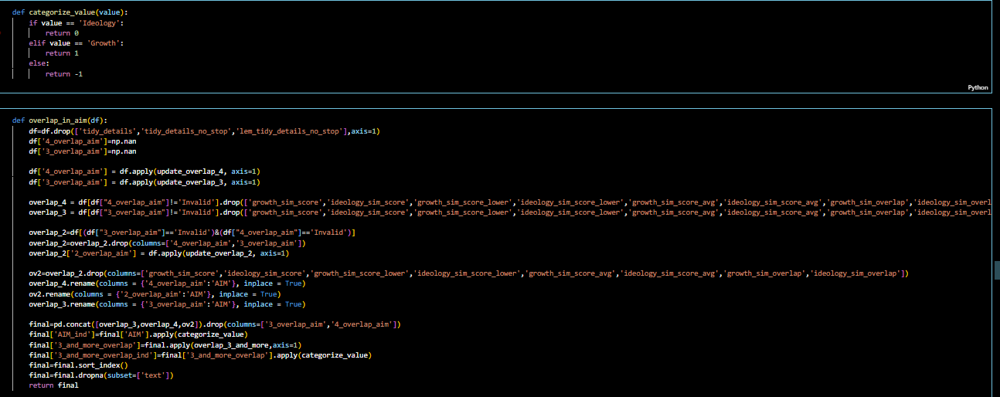 def categorize_value(value):
    if value == 'Ideology':
        return 0
    elif value == 'Growth':
        return 1
    else:
        return -1
Python
def overlap_in_aim(df):
    df=df.drop(['tidy_details','tidy_details_no_stop','lem_tidy_details_no_stop'],axis=1)
    df['4_overlap_aim']=np.nan
    df['3_overlap_aim']=np.nan
    df['4_overlap_aim'] = df.apply(update_overlap_4, axis=1)
    df['3_overlap_aim'] = df.apply(update_overlap_3, axis=1)
    overlap_4 = df[df["4_overlap_aim"]!='Invalid'].drop(['growth_sim_score','ideology_sim_score','growth_sim_score_lower','ideology_sim_score_lower','growth_sim_score_avg','ideology_sim_score_avg','growth_sim_overlap','ideology_sim_overl
    overlap_3 = df[df["3_overlap_aim"]!='Invalid'].drop(['growth_sim_score','ideology_sim_score','growth_sim_score_lower','ideology_sim_score_lower','growth_sim_score_avg','ideology_sim_score_avg','growth_sim_overlap','ideology_sim_overl
    overlap_2=df[(df["3_overlap_aim"]=='Invalid')&(df["4_overlap_aim"]=='Invalid')]
    overlap_2=overlap_2.drop(columns=['4_overlap_aim','3_overlap_aim'])
    overlap_2['2_overlap_aim'] = df.apply(update_overlap_2, axis=1)
    ov2=overlap_2.drop(columns=['growth_sim_score','ideology_sim_score','growth_sim_score_lower','ideology_sim_score_lower','growth_sim_score_avg','ideology_sim_score_avg','growth_sim_overlap','ideology_sim_overlap'])
    overlap_4.rename(columns = {'4_overlap_aim':'AIM'}, inplace = True)
    ov2.rename(columns = {'2_overlap_aim':'AIM'}, inplace = True)
    overlap_3.rename(columns = {'3_overlap_aim':'AIM'}, inplace = True)
    final=pd.concat([overlap_3,overlap_4,ov2]).drop(columns=['3_overlap_aim','4_overlap_aim'])
    final['AIM_ind']=final['AIM'].apply(categorize_value)
    final['3_and_more_overlap']=final.apply(overlap_3_and_more,axis=1)
    final['3_and_more_overlap_ind']=final['3_and_more_overlap'].apply(categorize_value)
    final=final.sort_index()
    final=final.dropna(subset=['text'])
    return final